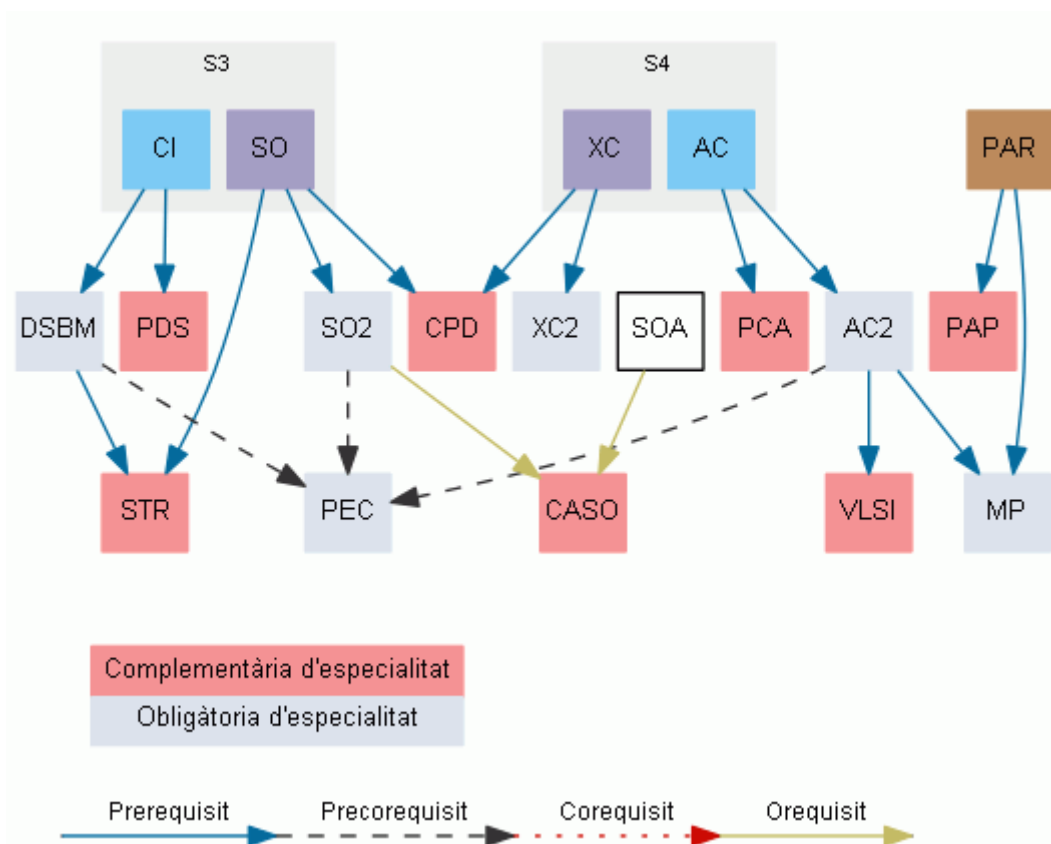 S3
S4
CI
SO
XC
AC
PAR
DSBM
PDS
SO2
CPD
XC2
SOA
PCA
AC2
PAP
STR
PEC
CASO
VLSI
MP
Complementària d'especialitat
Obligàtoria d'especialitat
Prerequisit
Precorequisit
Corequisit
Orequisit